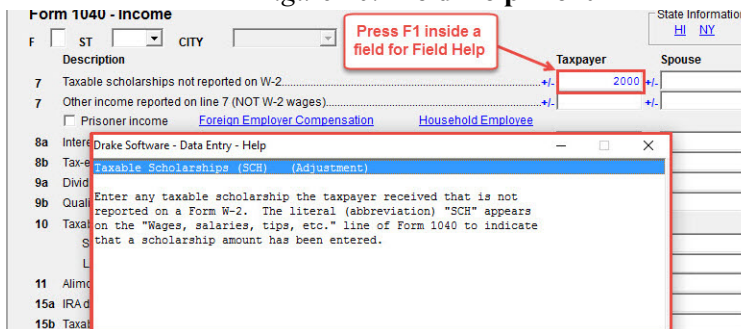 Form 1040 - Income
State Information
HI NY
F ST CITY
Press F1 inside a
field for Field Help
Description
Taxpayer Spouse
7 Taxable scholarships not reported on W-2 +/- 2000 +/-
7 Other income reported on line 7 (NOT W-2 wages) +/- +/-
Prisoner income Foreign Employer Compensation Household Employee
8a
8b
9a
9b
10
11
15a
15b
Drake Software - Data Entry - Help
Taxable Scholarships (SCH) (Adjustment)
Enter any taxable scholarship the taxpayer received that is not
reported on a Form W-2. The literal (abbreviation) "SCH" appears
on the "Wages, salaries, tips, etc." line of Form 1040 to indicate
that a scholarship amount has been entered.